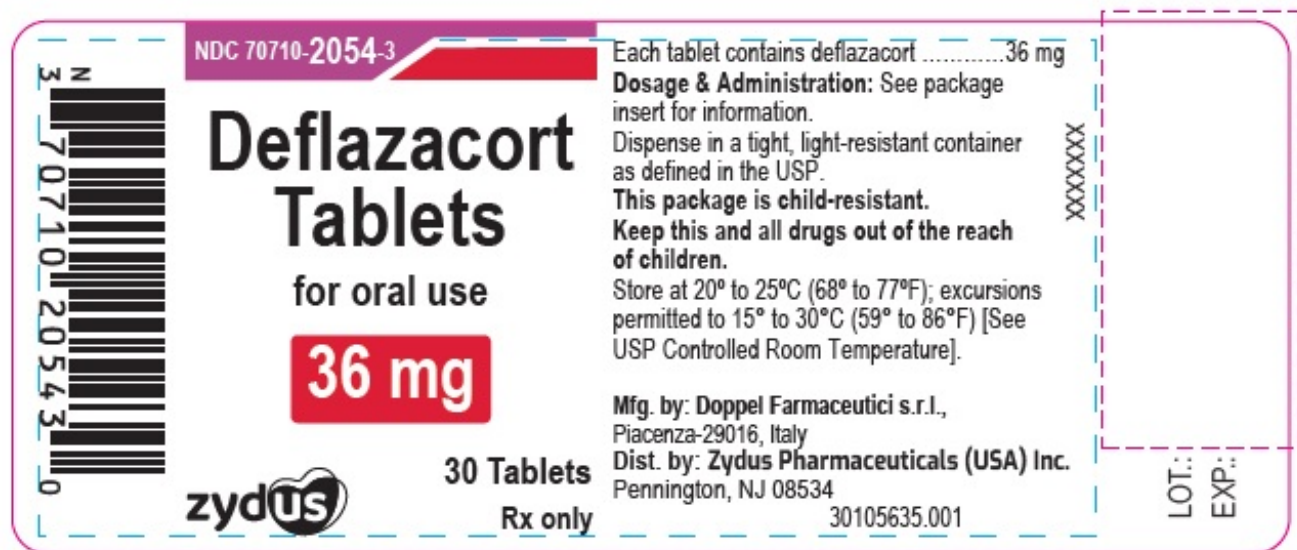 N
3 70710 20543 0
NDC 70710-2054-3
Deflazacort
Tablets
for oral use
36 mg
30 Tablets
Rx only
zydus
Each tablet contains deflazacort ............36 mg
Dosage & Administration: See package
insert for information.
Dispense in a tight, light-resistant container
as defined in the USP.
This package is child-resistant.
Keep this and all drugs out of the reach
of children.
Store at 20º to 25ºC (68º to 77ºF); excursions
permitted to 15° to 30°C (59° to 86°F) [See
USP Controlled Room Temperature].
Mfg. by: Doppel Farmaceutici s.r.l.,
Piacenza-29016, Italy
Dist. by: Zydus Pharmaceuticals (USA) Inc.
Pennington, NJ 08534
30105635.001
XXXXXXX
LOT.:
EXP.: